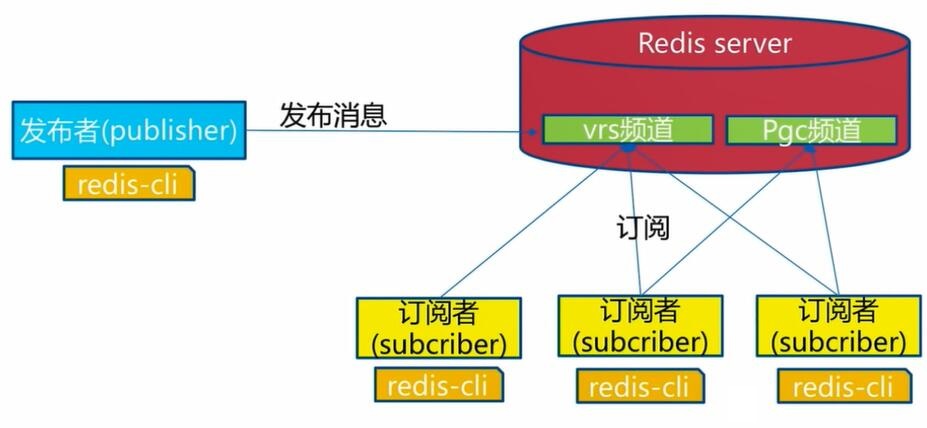 Redis server
发布者(publisher)
发布消息
vrs频道
Pgc频道
redis-cli
订阅
订阅者
(subcriber)
订阅者
(subcriber)
订阅者
(subcriber)
redis-cli
redis-cli
redis-cli